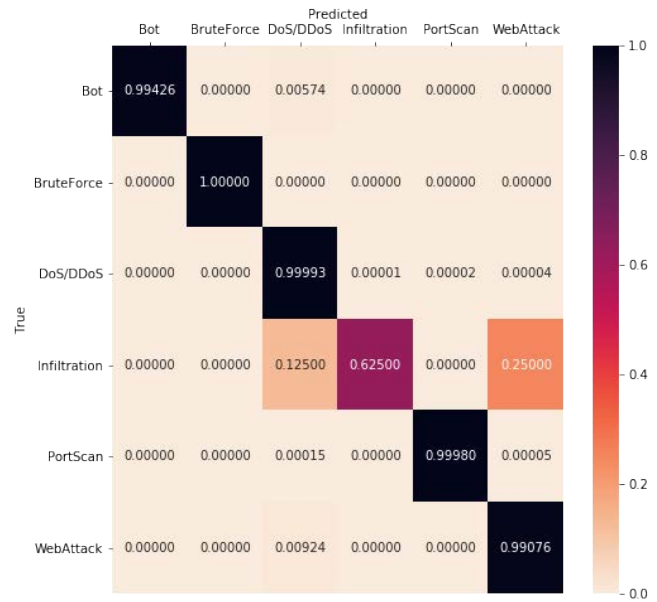 Predicted
Bot BruteForce DoS/DDoS Infiltration PortScan WebAttack
True
Bot 0.99426 0.00000 0.00574 0.00000 0.00000 0.00000
BruteForce 0.00000 1.00000 0.00000 0.00000 0.00000 0.00000
DoS/DDoS 0.00000 0.00000 0.99993 0.00001 0.00002 0.00004
Infiltration 0.00000 0.00000 0.12500 0.62500 0.00000 0.25000
PortScan 0.00000 0.00000 0.00015 0.00000 0.99980 0.00005
WebAttack 0.00000 0.00000 0.00924 0.00000 0.00000 0.99076
1.0
0.8
0.6
0.4
0.2
0.0